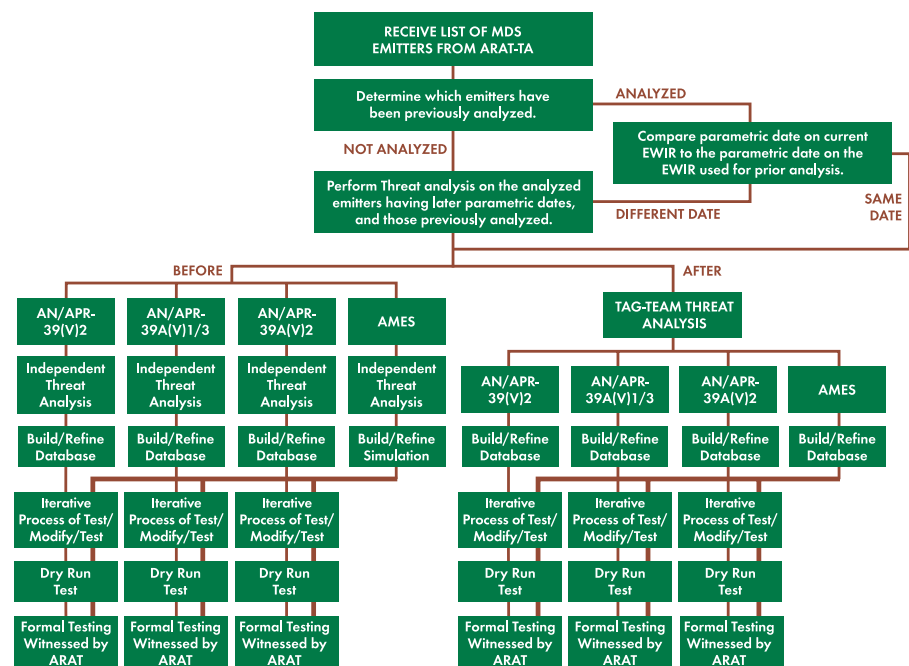 RECEIVE LIST OF MDS
EMITTERS FROM ARAT-TA
Determine which emitters have
been previously analyzed.
ANALYZED
Compare parametric date on current
EWIR to the parametric date on the
EWIR used for prior analysis.
NOT ANALYZED
Perform Threat analysis on the analyzed
emitters having later parametric dates,
and those previously analyzed.
DIFFERENT DATE
SAME
DATE
BEFORE
AN/APR-
39(V)2
AN/APR-
39A(V)1/3
AN/APR-
39A(V)2
AMES
Independent
Threat
Analysis
Independent
Threat
Analysis
Independent
Threat
Analysis
Independent
Threat
Analysis
Build/Refine
Database
Build/Refine
Database
Build/Refine
Database
Build/Refine
Simulation
Iterative
Process of Test/
Modify/Test
Iterative
Process of Test/
Modify/Test
Iterative
Process of Test/
Modify/Test
Dry Run
Test
Dry Run
Test
Dry Run
Test
Formal Testing
Witnessed by
ARAT
Formal Testing
Witnessed by
ARAT
Formal Testing
Witnessed by
ARAT
AFTER
TAG-TEAM THREAT
ANALYSIS
AN/APR-
39(V)2
AN/APR-
39A(V)1/3
AN/APR-
39A(V)2
AMES
Build/Refine
Database
Build/Refine
Database
Build/Refine
Database
Build/Refine
Database
Iterative
Process of Test/
Modify/Test
Iterative
Process of Test/
Modify/Test
Iterative
Process of Test/
Modify/Test
Dry Run
Test
Dry Run
Test
Dry Run
Test
Formal Testing
Witnessed by
ARAT
Formal Testing
Witnessed by
ARAT
Formal Testing
Witnessed by
ARAT